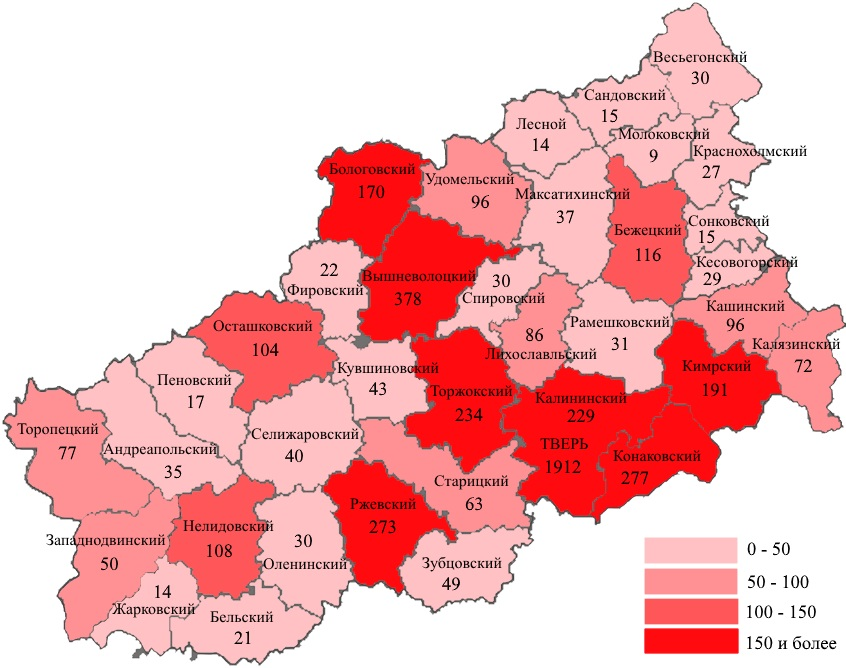 Весьегонский
30
Сандовский
15
Лесной
14
Молоковский
9
Краснохолмский
27
Бологовский
170
Удомельский
96
Максатихинский
37
Бежецкий
116
Сонковский
15
Кесовогорский
29
22
Фировский
Вышневолоцкий
378
30
Спировский
Кашинский
96
Осташковский
104
86
Лихославльский
Рамешковский
31
Калязинский
72
Пеновский
17
Кувшиновский
43
Кимрский
191
Торжокский
234
Калининский
229
Торопецкий
77
Андреапольский
35
Селижаровский
40
ТВЕРЬ
1912
Конаковский
277
Старицкий
63
Ржевский
273
Нелидовский
108
Западнодвинский
50
30
Оленинский
Зубцовский
49
14
Жарковский
Бельский
21
0 - 50
50 - 100
100 - 150
150 и более